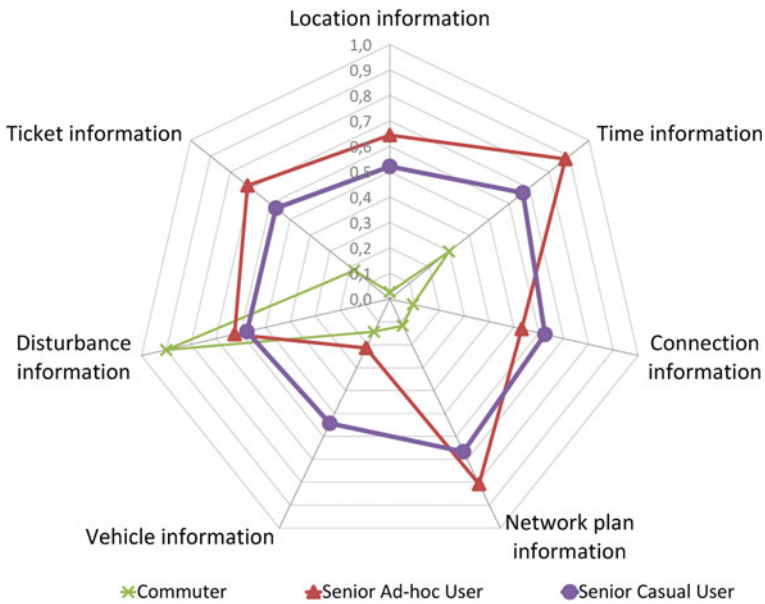 Location information
1,0
0,9
0,8
0,7
0,6
0,5
0,4
0,3
0,2
0,1
0,0
Ticket information
Time information
Disturbance
information
Connection
information
Vehicle information
Network plan
information
Commuter
Senior Ad-hoc User
Senior Casual User